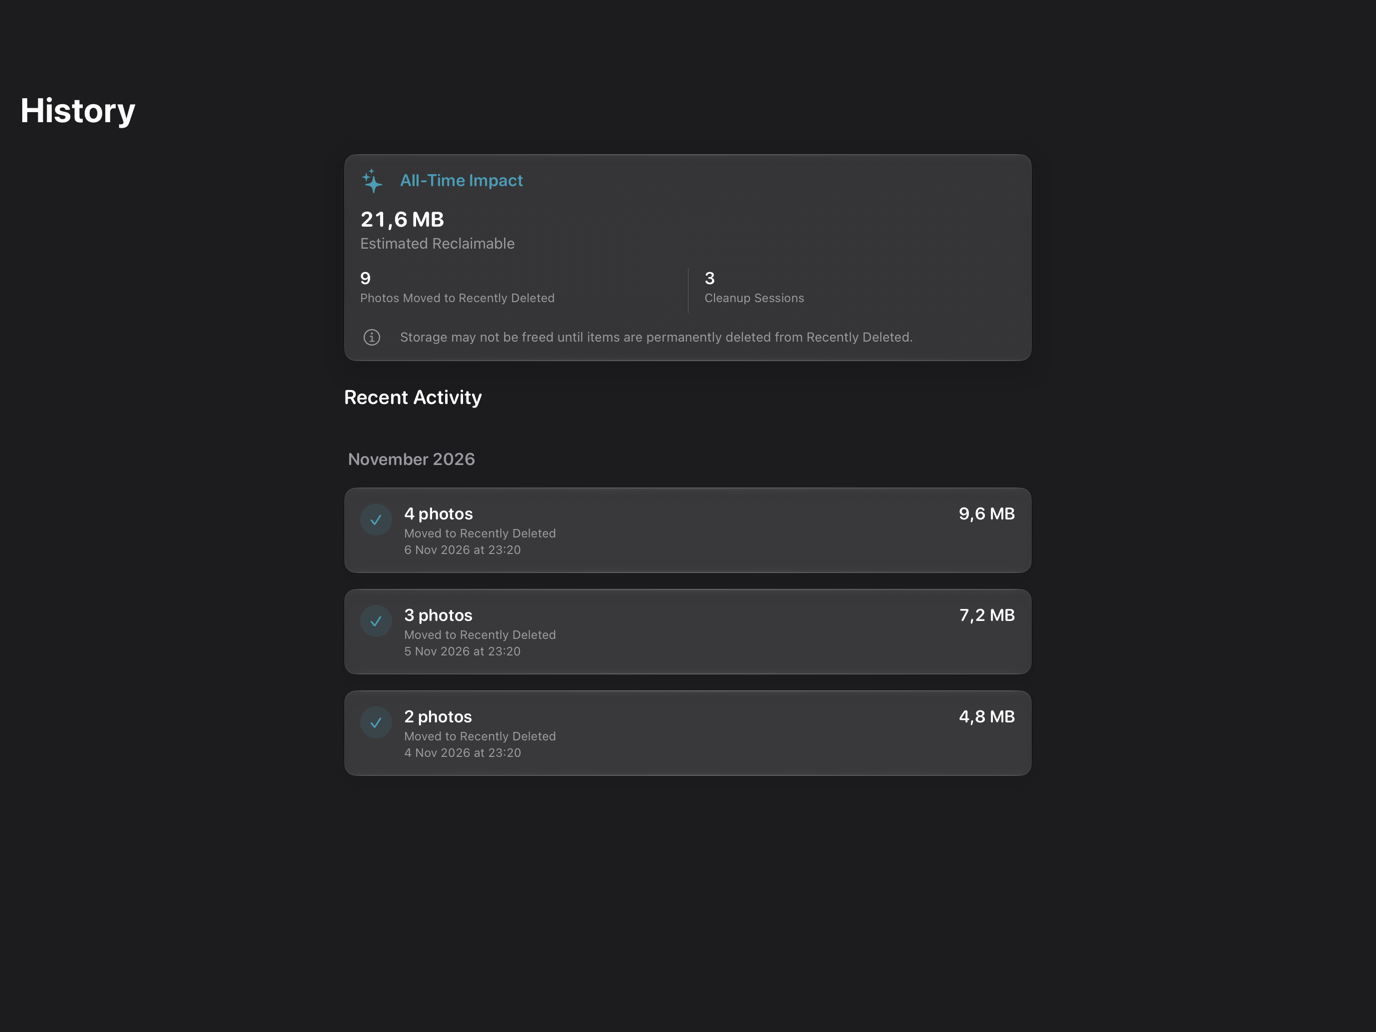 History
All-Time Impact
21,6 MB
Estimated Reclaimable
9
Photos Moved to Recently Deleted
3
Cleanup Sessions
Storage may not be freed until items are permanently deleted from Recently Deleted.
Recent Activity
November 2026
4 photos
9,6 MB
Moved to Recently Deleted
6 Nov 2026 at 23:20
3 photos
7,2 MB
Moved to Recently Deleted
5 Nov 2026 at 23:20
2 photos
4,8 MB
Moved to Recently Deleted
4 Nov 2026 at 23:20